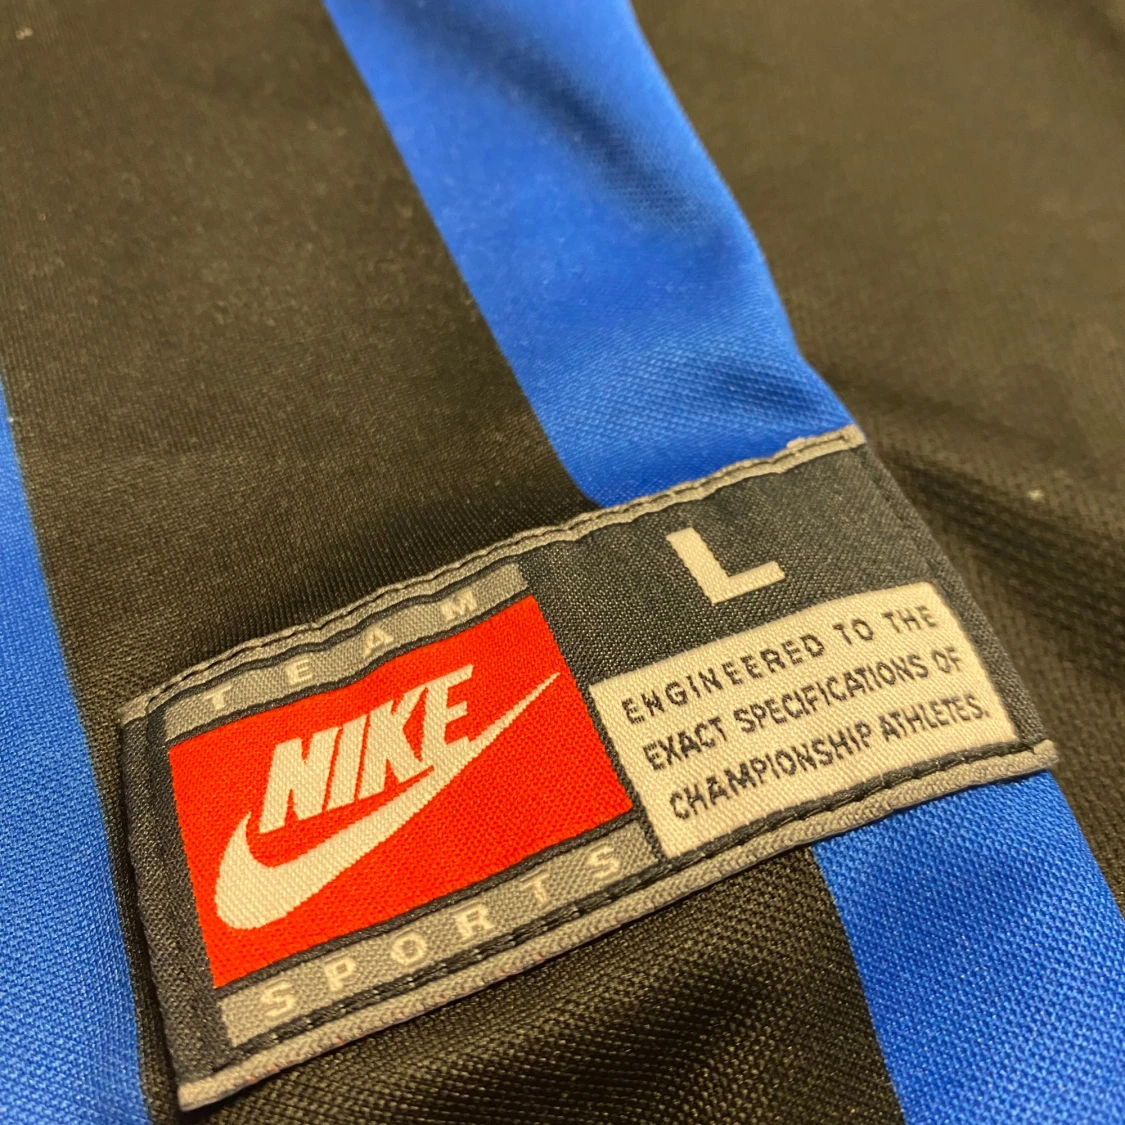 TEAM
NIKE
SPORTS
L
ENGINEERED TO THE
EXACT SPECIFICATIONS OF
CHAMPIONSHIP ATHLETES.